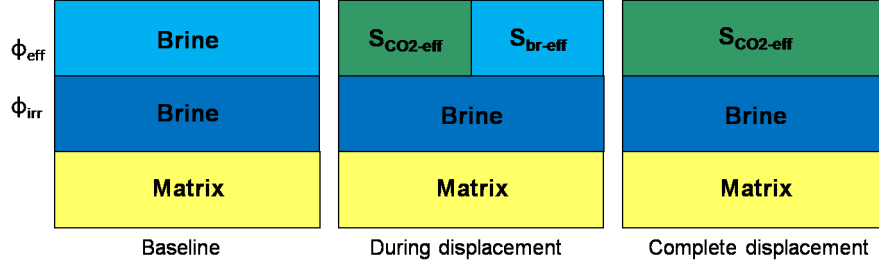 ϕeff Brine SCO2-eff Sbr-eff SCO2-eff
ϕirr Brine Brine Brine
Matrix Matrix Matrix
Baseline During displacement Complete displacement